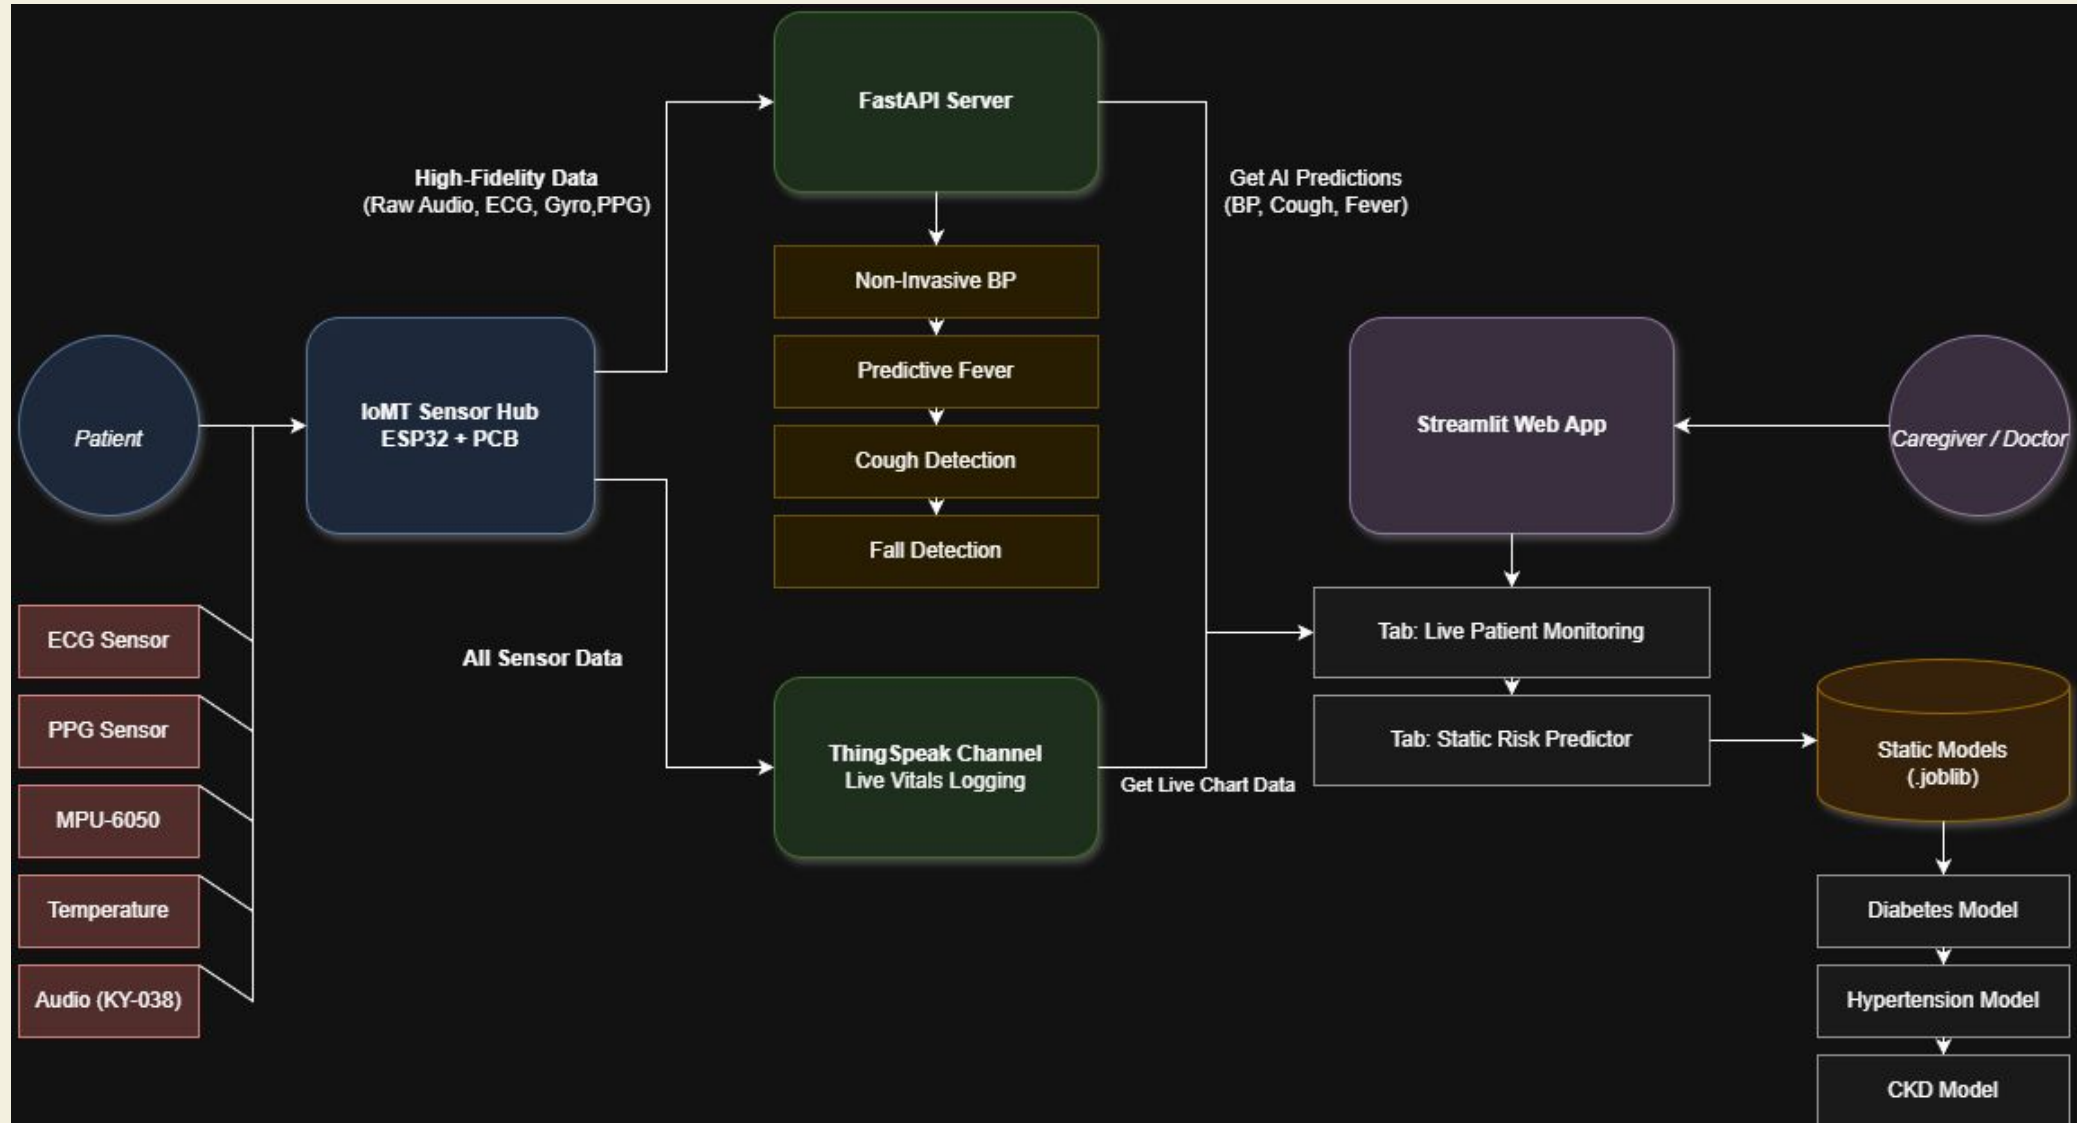 FastAPI Server
High-Fidelity Data
(Raw Audio, ECG, Gyro,PPG)
Get AI Predictions
(BP, Cough, Fever)
Non-Invasive BP
Predictive Fever
Cough Detection
Fall Detection
Patient
IoMT Sensor Hub
ESP32 + PCB
Streamlit Web App
Caregiver / Doctor
ECG Sensor
PPG Sensor
MPU-6050
Temperature
Audio (KY-038)
All Sensor Data
ThingSpeak Channel
Live Vitals Logging
Get Live Chart Data
Tab: Live Patient Monitoring
Tab: Static Risk Predictor
Static Models
(.joblib)
Diabetes Model
Hypertension Model
CKD Model